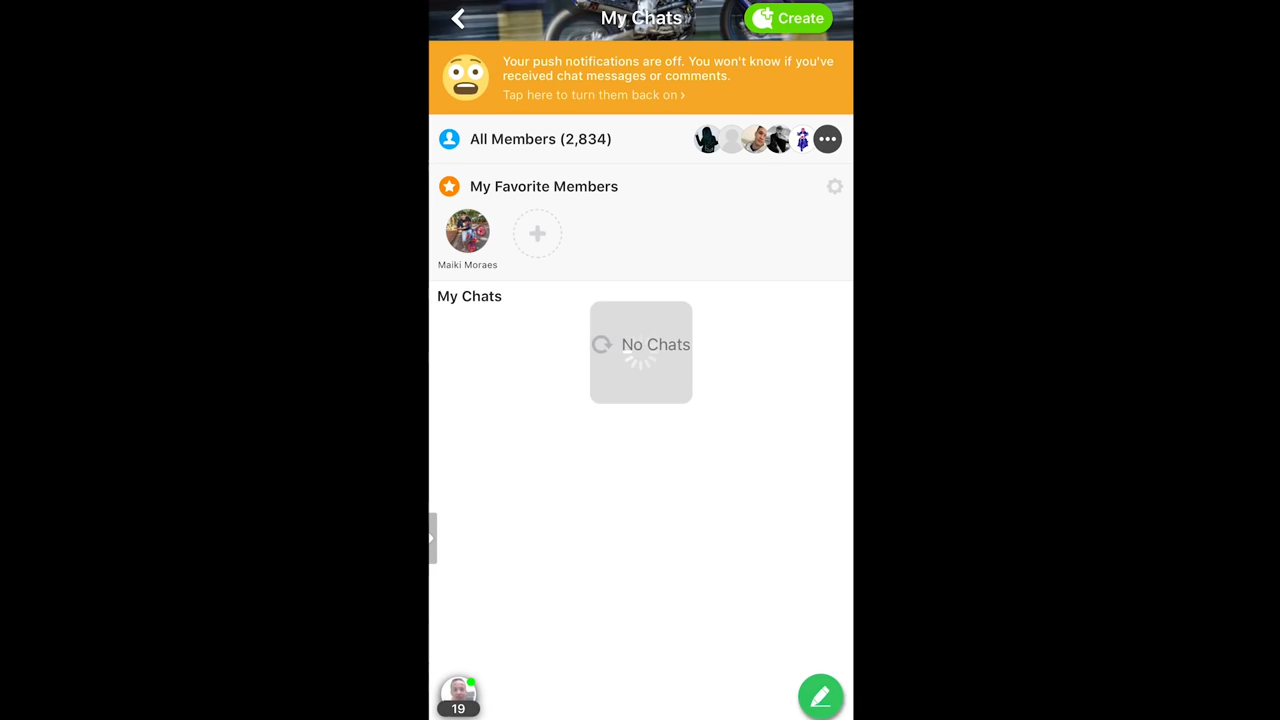 My Chats
Create
Your push notifications are off. You won't know if you've
received chat messages or comments.
Tap here to turn them back on ›
All Members (2,834)
My Favorite Members
Maiki Moraes
My Chats
No Chats
19